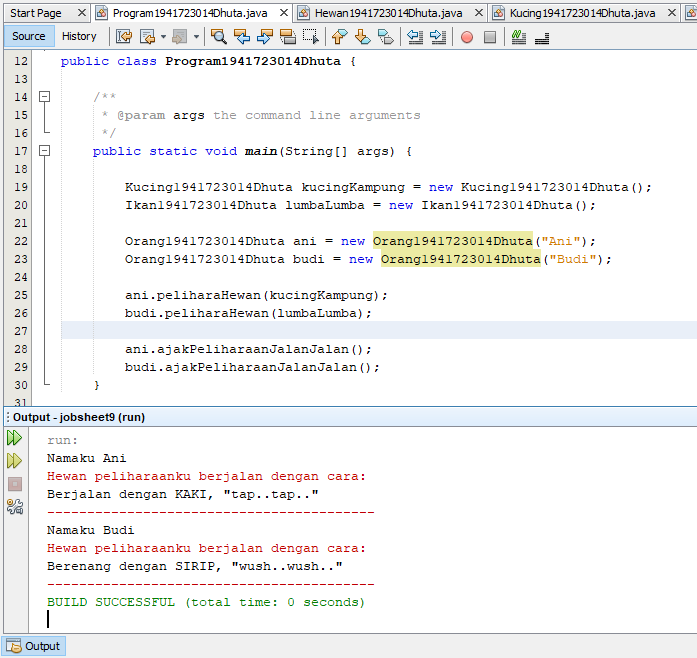 Start Page
Program1941723014Dhuta.java
Hewan1941723014Dhuta.java
Kucing1941723014Dhuta.java
Source History
12 public class Program1941723014Dhuta {
13
14 /**
15 * @param args the command line arguments
16 */
17 public static void main(String[] args) {
18
19 Kucing1941723014Dhuta kucingKampung = new Kucing1941723014Dhuta();
20 Ikan1941723014Dhuta lumbaLumba = new Ikan1941723014Dhuta();
21
22 Orang1941723014Dhuta ani = new Orang1941723014Dhuta("Ani");
23 Orang1941723014Dhuta budi = new Orang1941723014Dhuta("Budi");
24
25 ani.peliharaHewan(kucingKampung);
26 budi.peliharaHewan(lumbaLumba);
27
28 ani.ajakPeliharaanJalanJalan();
29 budi.ajakPeliharaanJalanJalan();
30 }
31
Output - jobsheet9 (run)
run:
Namaku Ani
Hewan peliharaanku berjalan dengan cara:
Berjalan dengan KAKI, "tap..tap.."
-----------------------------------------
Namaku Budi
Hewan peliharaanku berjalan dengan cara:
Berenang dengan SIRIP, "wush..wush.."
-----------------------------------------
BUILD SUCCESSFUL (total time: 0 seconds)
Output